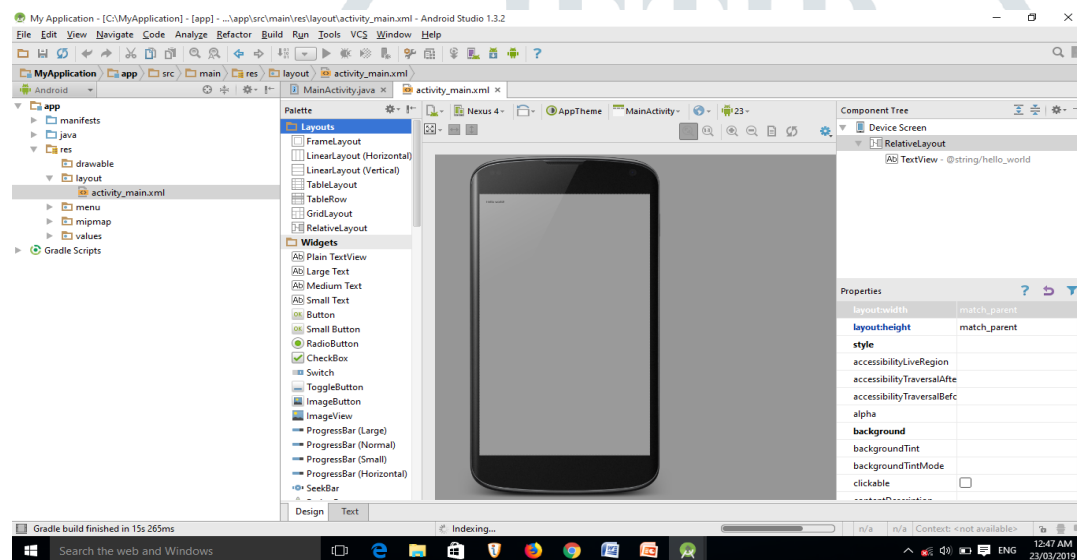 My Application - [C:\MyApplication] - [app] - ...\app\src\main\res\layout\activity_main.xml - Android Studio 1.3.2
File Edit View Navigate Code Analyze Refactor Build Run Tools VCS Window Help
MyApplication app src main res layout activity_main.xml
Android
MainActivity.java × activity_main.xml ×
app
manifests
java
res
drawable
layout
activity_main.xml
menu
mipmap
values
Gradle Scripts
Palette
Layouts
FrameLayout
LinearLayout (Horizontal)
LinearLayout (Vertical)
TableLayout
TableRow
GridLayout
RelativeLayout
Widgets
Ab Plain TextView
Ab Large Text
Ab Medium Text
Ab Small Text
OK Button
OK Small Button
RadioButton
CheckBox
Switch
ToggleButton
ImageButton
ImageView
ProgressBar (Large)
ProgressBar (Normal)
ProgressBar (Small)
ProgressBar (Horizontal)
SeekBar
Design Text
Nexus 4 AppTheme MainActivity 23
Component Tree
Device Screen
RelativeLayout
Ab TextView - @string/hello_world
Properties
layout:width match_parent
layout:height match_parent
style
accessibilityLiveRegion
accessibilityTraversalAfte
accessibilityTraversalBefc
alpha
background
backgroundTint
backgroundTintMode
clickable
Gradle build finished in 15s 265ms
Indexing...
n/a n/a Context: <not available>
Search the web and Windows
ENG
12:47 AM
23/03/2019